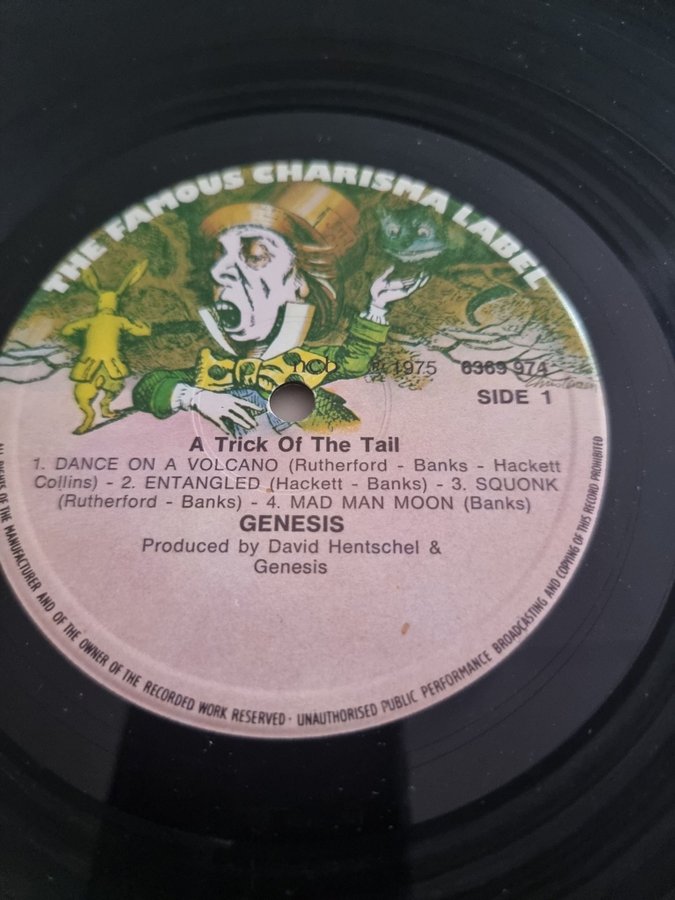 THE FAMOUS CHARISMA LABEL
ncb ℗ 1975 6369 974
SIDE 1
A Trick Of The Tail
1. DANCE ON A VOLCANO (Rutherford - Banks - Hackett
Collins) - 2. ENTANGLED (Hackett - Banks) - 3. SQUONK
(Rutherford - Banks) - 4. MAD MAN MOON (Banks)
GENESIS
Produced by David Hentschel &
Genesis
ALL RIGHTS OF THE MANUFACTURER AND OF THE OWNER OF THE RECORDED WORK RESERVED · UNAUTHORISED PUBLIC PERFORMANCE BROADCASTING AND COPYING OF THIS RECORD PROHIBITED